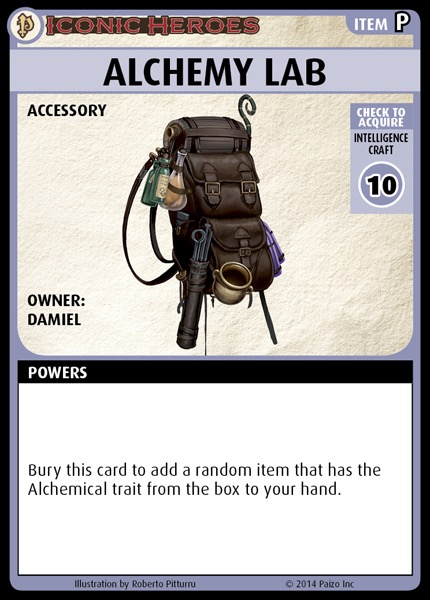 ICONIC HEROES
ITEM P
ALCHEMY LAB
ACCESSORY
CHECK TO
ACQUIRE
INTELLIGENCE
CRAFT
10
OWNER:
DAMIEL
POWERS
Bury this card to add a random item that has the
Alchemical trait from the box to your hand.
Illustration by Roberto Pitturru © 2014 Paizo Inc